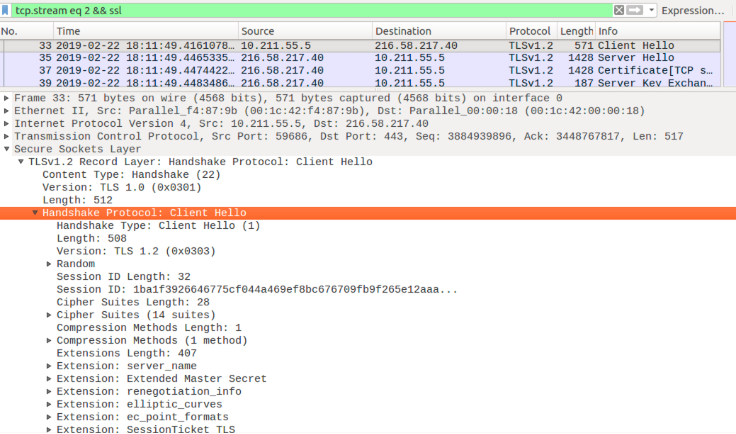 tcp.stream eq 2 && ssl Expression…
No. Time Source Destination Protocol Length Info
33 2019-02-22 18:11:49.4161078… 10.211.55.5 216.58.217.40 TLSv1.2 571 Client Hello
35 2019-02-22 18:11:49.4465335… 216.58.217.40 10.211.55.5 TLSv1.2 1428 Server Hello
37 2019-02-22 18:11:49.4474422… 216.58.217.40 10.211.55.5 TLSv1.2 1428 Certificate[TCP s…
39 2019-02-22 18:11:49.4483486… 216.58.217.40 10.211.55.5 TLSv1.2 187 Server Key Exchan…
Frame 33: 571 bytes on wire (4568 bits), 571 bytes captured (4568 bits) on interface 0
Ethernet II, Src: Parallel_f4:87:9b (00:1c:42:f4:87:9b), Dst: Parallel_00:00:18 (00:1c:42:00:00:18)
Internet Protocol Version 4, Src: 10.211.55.5, Dst: 216.58.217.40
Transmission Control Protocol, Src Port: 59686, Dst Port: 443, Seq: 3884939896, Ack: 3448767817, Len: 517
Secure Sockets Layer
TLSv1.2 Record Layer: Handshake Protocol: Client Hello
Content Type: Handshake (22)
Version: TLS 1.0 (0x0301)
Length: 512
Handshake Protocol: Client Hello
Handshake Type: Client Hello (1)
Length: 508
Version: TLS 1.2 (0x0303)
Random
Session ID Length: 32
Session ID: 1ba1f3926646775cf044a469ef8bc676709fb9f265e12aaa...
Cipher Suites Length: 28
Cipher Suites (14 suites)
Compression Methods Length: 1
Compression Methods (1 method)
Extensions Length: 407
Extension: server_name
Extension: Extended Master Secret
Extension: renegotiation_info
Extension: elliptic_curves
Extension: ec_point_formats
Extension: SessionTicket TLS